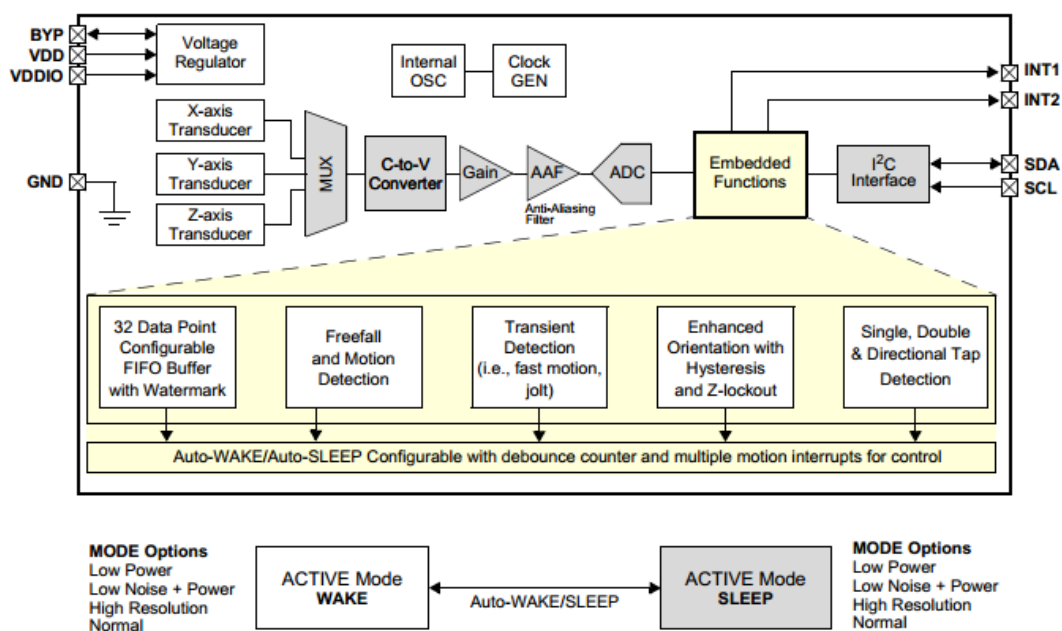 BYP
VDD
VDDIO
GND
Voltage
Regulator
Internal
OSC
Clock
GEN
X-axis
Transducer
Y-axis
Transducer
Z-axis
Transducer
MUX
C-to-V
Converter
Gain
AAF
Anti-Aliasing
Filter
ADC
Embedded
Functions
I²C
Interface
INT1
INT2
SDA
SCL
32 Data Point
Configurable
FIFO Buffer
with Watermark
Freefall
and Motion
Detection
Transient
Detection
(i.e., fast motion,
jolt)
Enhanced
Orientation with
Hysteresis
and Z-lockout
Single, Double
& Directional Tap
Detection
Auto-WAKE/Auto-SLEEP Configurable with debounce counter and multiple motion interrupts for control
MODE Options
Low Power
Low Noise + Power
High Resolution
Normal
ACTIVE Mode
WAKE
Auto-WAKE/SLEEP
ACTIVE Mode
SLEEP
MODE Options
Low Power
Low Noise + Power
High Resolution
Normal